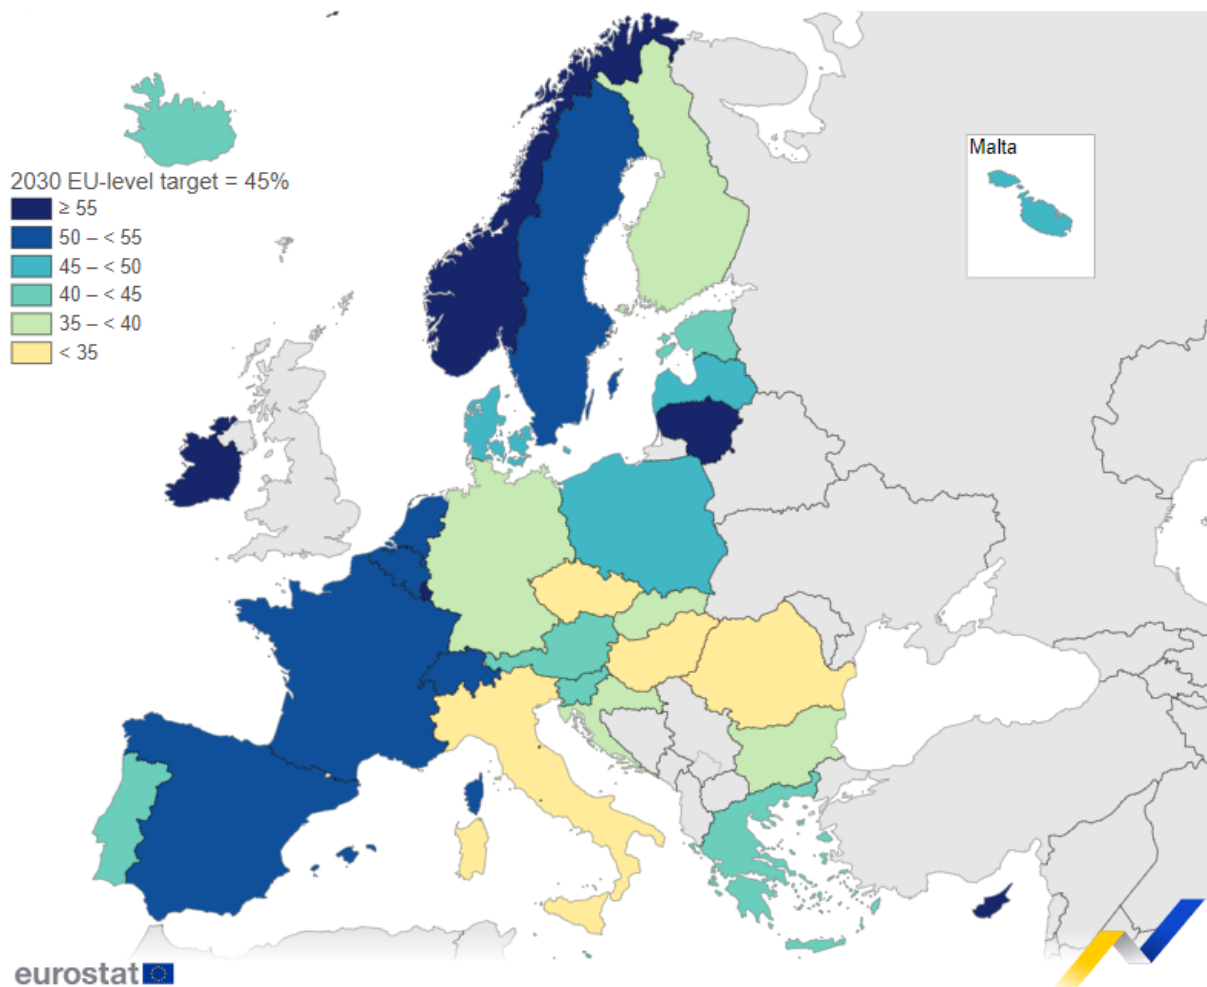 Malta
2030 EU-level target = 45%
≥ 55
50 – < 55
45 – < 50
40 – < 45
35 – < 40
< 35
eurostat